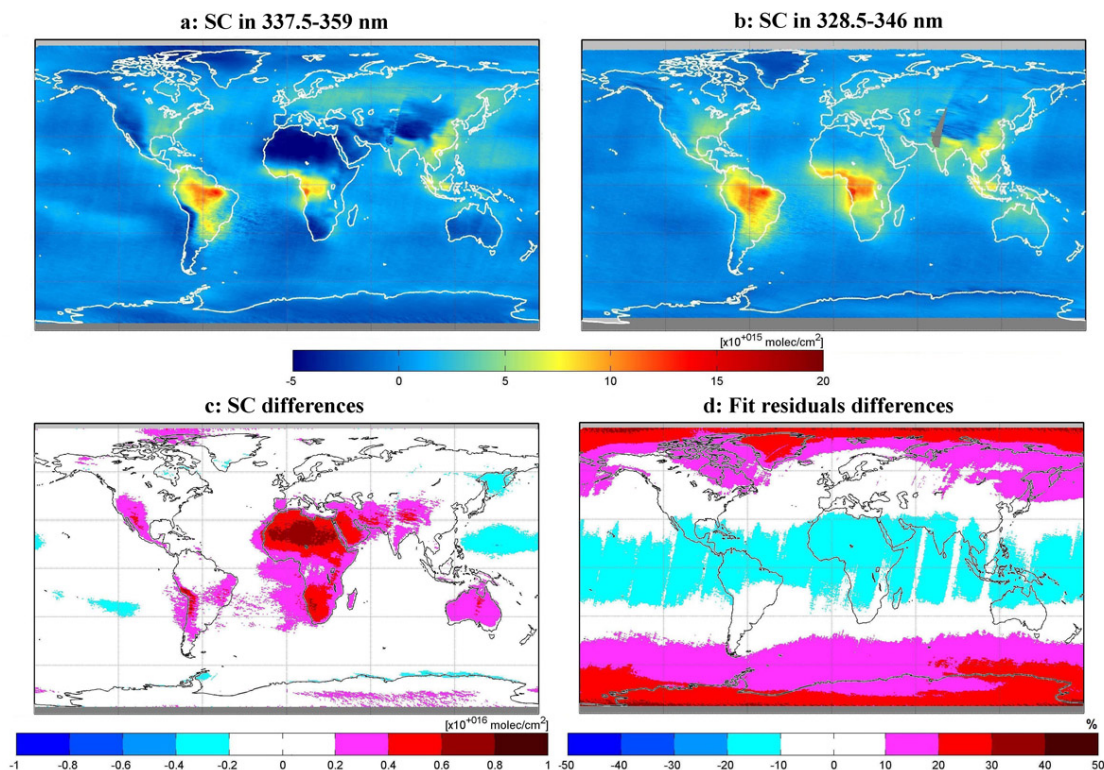 a: SC in 337.5-359 nm
b: SC in 328.5-346 nm
[x10⁺⁰¹⁵ molec/cm²]
-5 0 5 10 15 20
c: SC differences
d: Fit residuals differences
[x10⁺⁰¹⁶ molec/cm²]
%
-1 -0.8 -0.6 -0.4 -0.2 0 0.2 0.4 0.6 0.8 1
-50 -40 -30 -20 -10 0 10 20 30 40 50